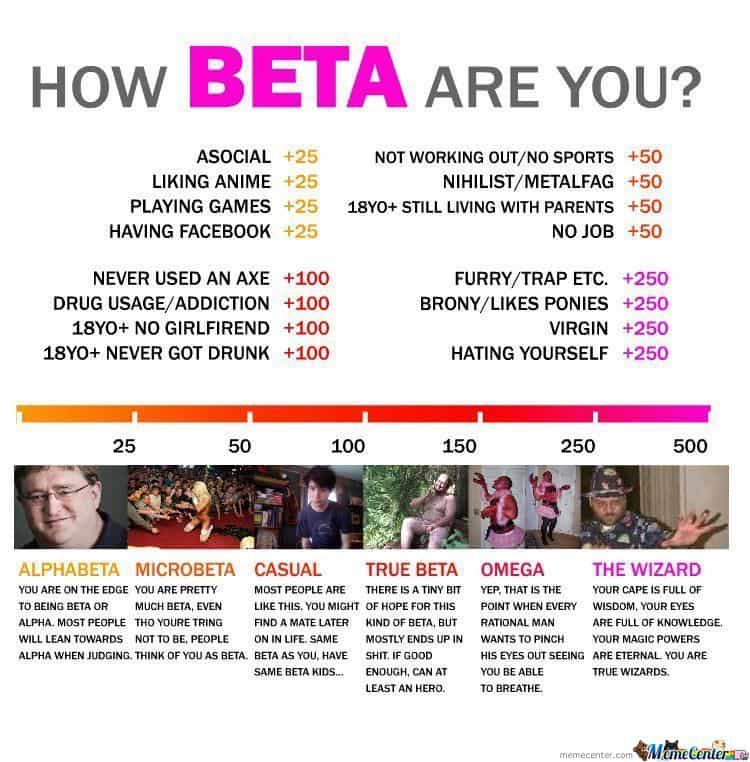 HOW BETA ARE YOU?
ASOCIAL +25
LIKING ANIME +25
PLAYING GAMES +25
HAVING FACEBOOK +25
NOT WORKING OUT/NO SPORTS +50
NIHILIST/METALFAG +50
18YO+ STILL LIVING WITH PARENTS +50
NO JOB +50
NEVER USED AN AXE +100
DRUG USAGE/ADDICTION +100
18YO+ NO GIRLFIREND +100
18YO+ NEVER GOT DRUNK +100
FURRY/TRAP ETC. +250
BRONY/LIKES PONIES +250
VIRGIN +250
HATING YOURSELF +250
25 50 100 150 250 500
ALPHABETA
YOU ARE ON THE EDGE
TO BEING BETA OR
ALPHA. MOST PEOPLE
WILL LEAN TOWARDS
ALPHA WHEN JUDGING.
MICROBETA
YOU ARE PRETTY
MUCH BETA, EVEN
THO YOURE TRING
NOT TO BE, PEOPLE
THINK OF YOU AS BETA.
CASUAL
MOST PEOPLE ARE
LIKE THIS. YOU MIGHT
FIND A MATE LATER
ON IN LIFE. SAME
BETA AS YOU, HAVE
SAME BETA KIDS...
TRUE BETA
THERE IS A TINY BIT
OF HOPE FOR THIS
KIND OF BETA, BUT
MOSTLY ENDS UP IN
SHIT. IF GOOD
ENOUGH, CAN AT
LEAST AN HERO.
OMEGA
YEP, THAT IS THE
POINT WHEN EVERY
RATIONAL MAN
WANTS TO PINCH
HIS EYES OUT SEEING
YOU BE ABLE
TO BREATHE.
THE WIZARD
YOUR CAPE IS FULL OF
WISDOM, YOUR EYES
ARE FULL OF KNOWLEDGE.
YOUR MAGIC POWERS
ARE ETERNAL. YOU ARE
TRUE WIZARDS.
memecenter.com MemeCenter